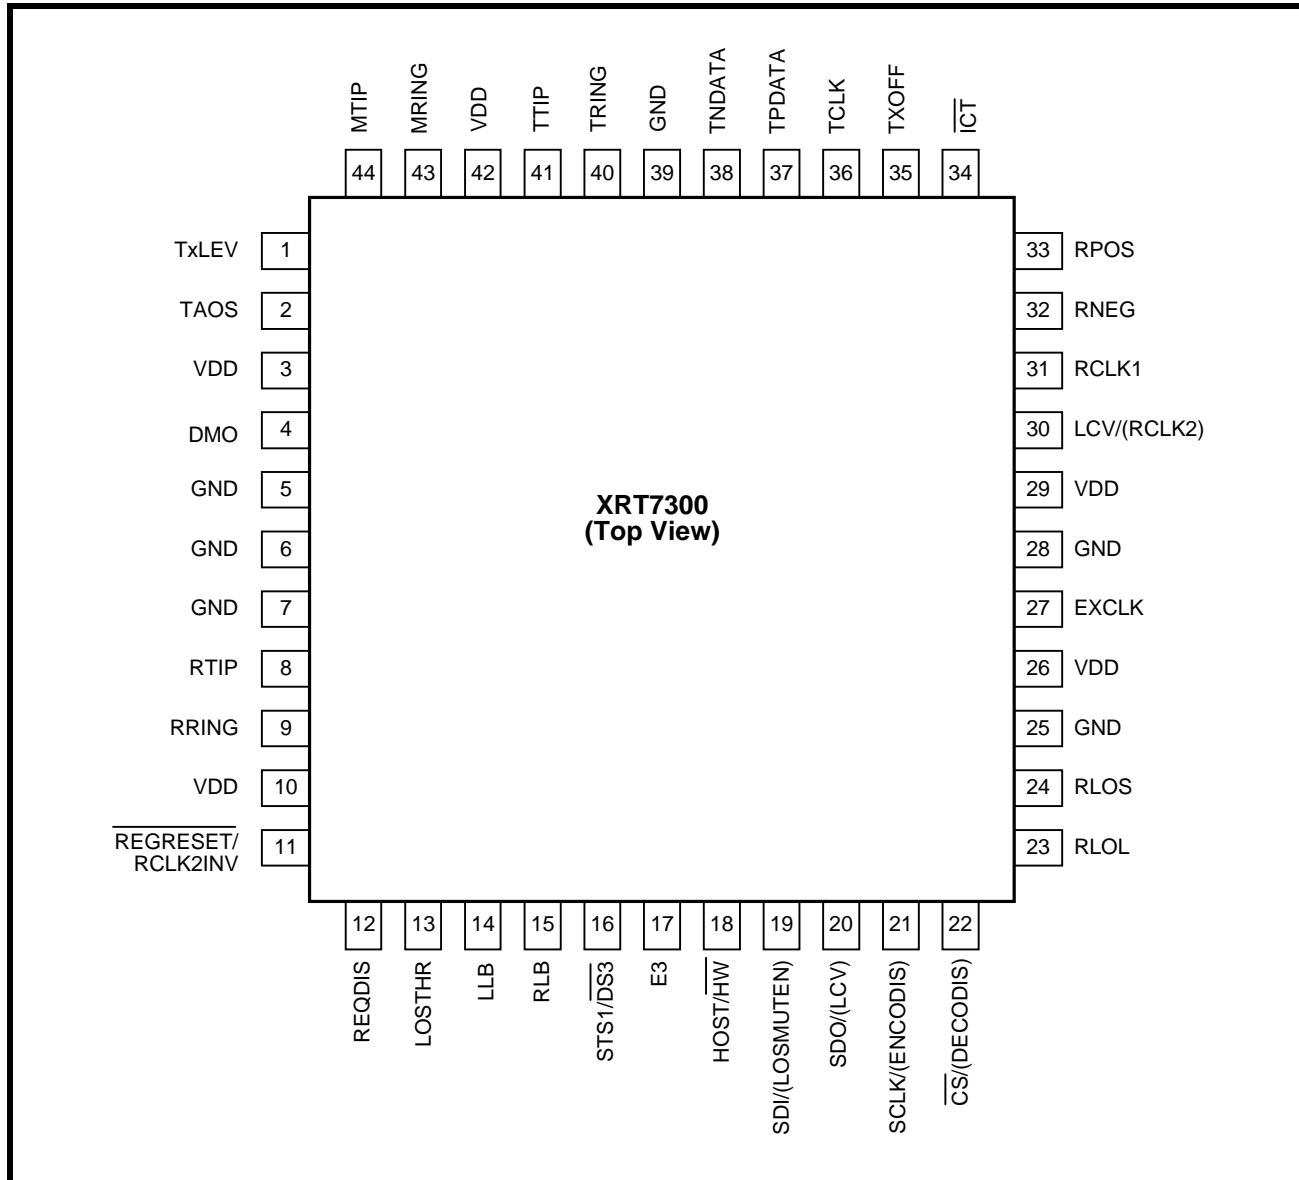 MTIP
MRING
VDD
TTIP
TRING
GND
TNDATA
TPDATA
TCLK
TXOFF
ICT
44
43
42
41
40
39
38
37
36
35
34
TxLEV 1
TAOS 2
VDD 3
DMO 4
GND 5
GND 6
GND 7
RTIP 8
RRING 9
VDD 10
REGRESET/
RCLK2INV
11
XRT7300
(Top View)
33 RPOS
32 RNEG
31 RCLK1
30 LCV/(RCLK2)
29 VDD
28 GND
27 EXCLK
26 VDD
25 GND
24 RLOS
23 RLOL
12
13
14
15
16
17
18
19
20
21
22
REQDIS
LOSTHR
LLB
RLB
STS1/DS3
E3
HOST/HW
SDI/(LOSMUTEN)
SDO/(LCV)
SCLK/(ENCODIS)
CS/(DECODIS)